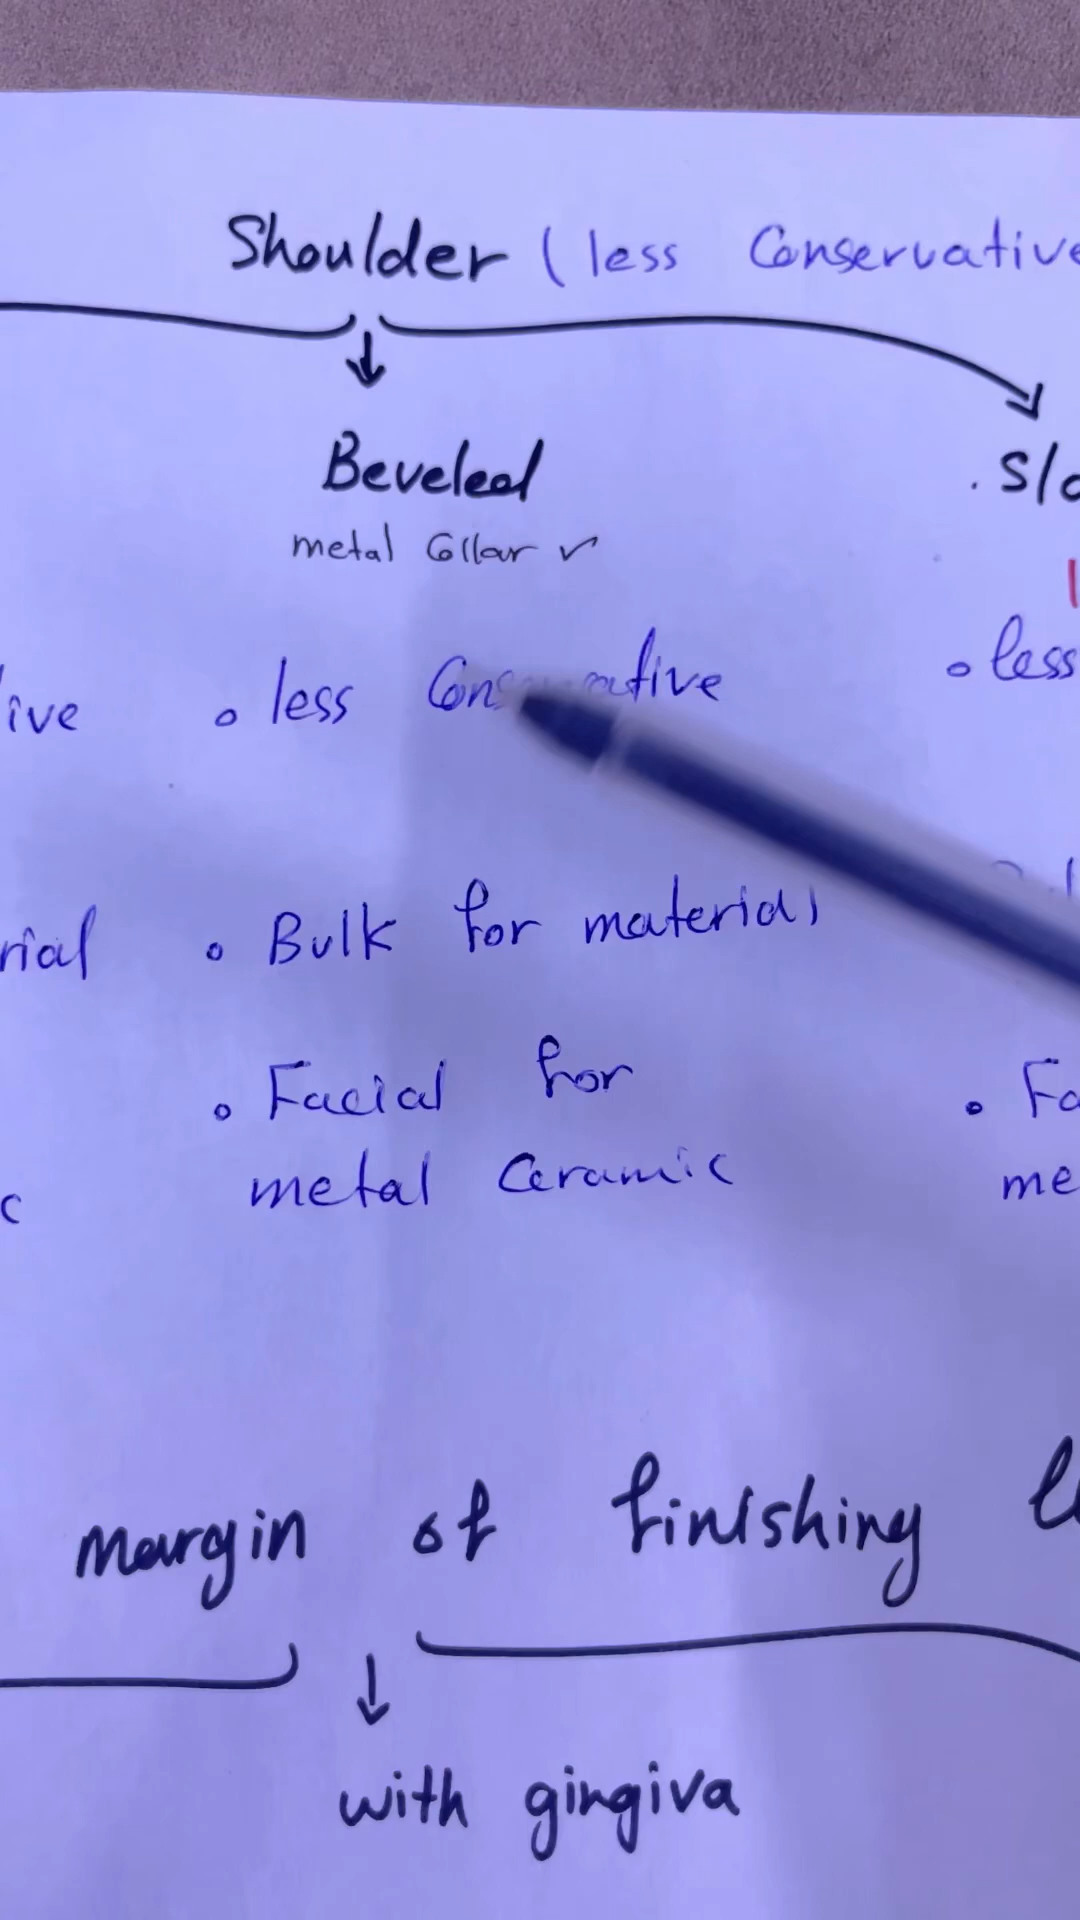 Shoulder (less Conservative
Beveled
metal Collar ✓
less
ive
• less Conservative
rial
• Bulk for material
• Facial for
metal Ceramic
c
me
margin of finishing
with gingiva